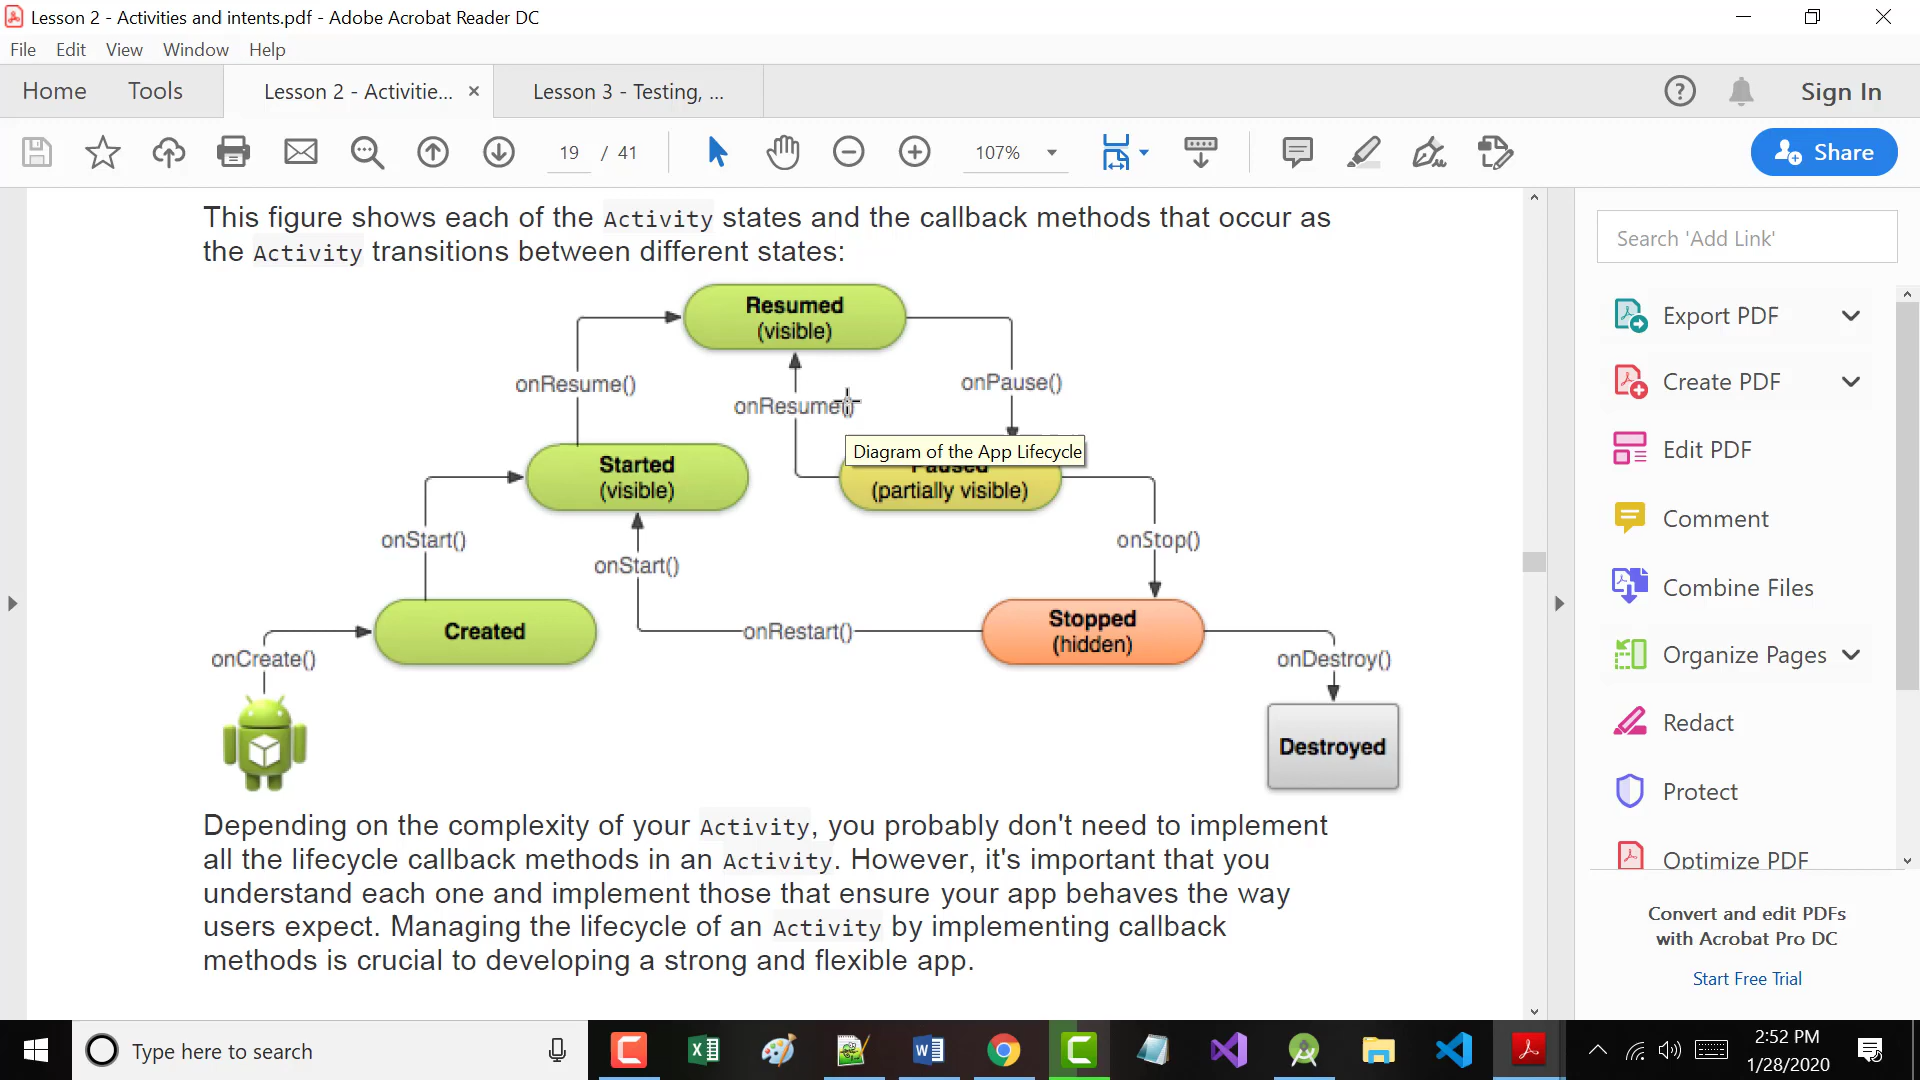 Lesson 2 - Activities and intents.pdf - Adobe Acrobat Reader DC
File Edit View Window Help
Home Tools Lesson 2 - Activitie... × Lesson 3 - Testing, ... Sign In
19 / 41 107% Share
This figure shows each of the Activity states and the callback methods that occur as
the Activity transitions between different states:
Resumed
(visible)
onResume()
onPause()
onResume()
Diagram of the App Lifecycle
Started
(visible)
Paused
(partially visible)
onStart()
onStart()
onStop()
Created
onRestart()
Stopped
(hidden)
onCreate()
onDestroy()
Destroyed
Depending on the complexity of your Activity, you probably don't need to implement
all the lifecycle callback methods in an Activity. However, it's important that you
understand each one and implement those that ensure your app behaves the way
users expect. Managing the lifecycle of an Activity by implementing callback
methods is crucial to developing a strong and flexible app.
Search 'Add Link'
Export PDF
Create PDF
Edit PDF
Comment
Combine Files
Organize Pages
Redact
Protect
Optimize PDF
Convert and edit PDFs
with Acrobat Pro DC
Start Free Trial
Type here to search
2:52 PM
1/28/2020